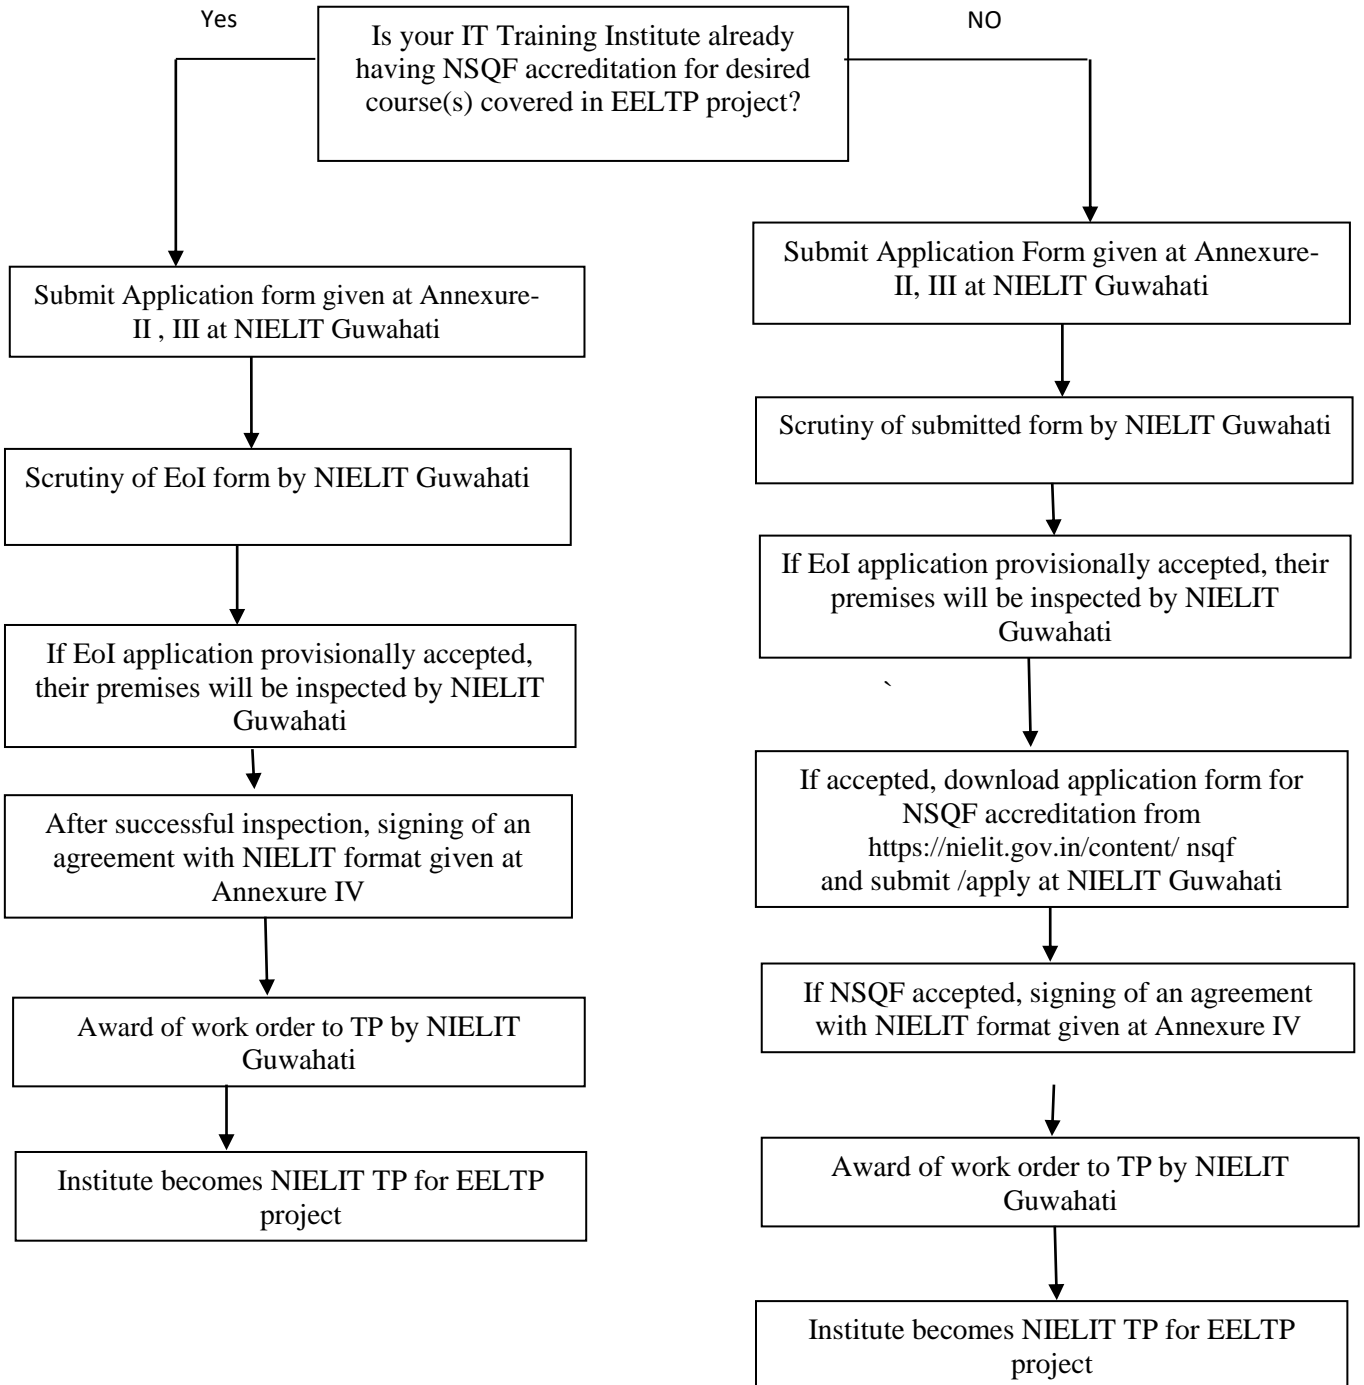 Yes
NO
Is your IT Training Institute already
having NSQF accreditation for desired
course(s) covered in EELTP project?
Submit Application form given at Annexure-
II , III at NIELIT Guwahati
Scrutiny of EoI form by NIELIT Guwahati
If EoI application provisionally accepted,
their premises will be inspected by NIELIT
Guwahati
After successful inspection, signing of an
agreement with NIELIT format given at
Annexure IV
Award of work order to TP by NIELIT
Guwahati
Institute becomes NIELIT TP for EELTP
project
Submit Application Form given at Annexure-
II, III at NIELIT Guwahati
Scrutiny of submitted form by NIELIT Guwahati
If EoI application provisionally accepted, their
premises will be inspected by NIELIT
Guwahati
`
If accepted, download application form for
NSQF accreditation from
https://nielit.gov.in/content/ nsqf
and submit /apply at NIELIT Guwahati
If NSQF accepted, signing of an agreement
with NIELIT format given at Annexure IV
Award of work order to TP by NIELIT
Guwahati
Institute becomes NIELIT TP for EELTP
project